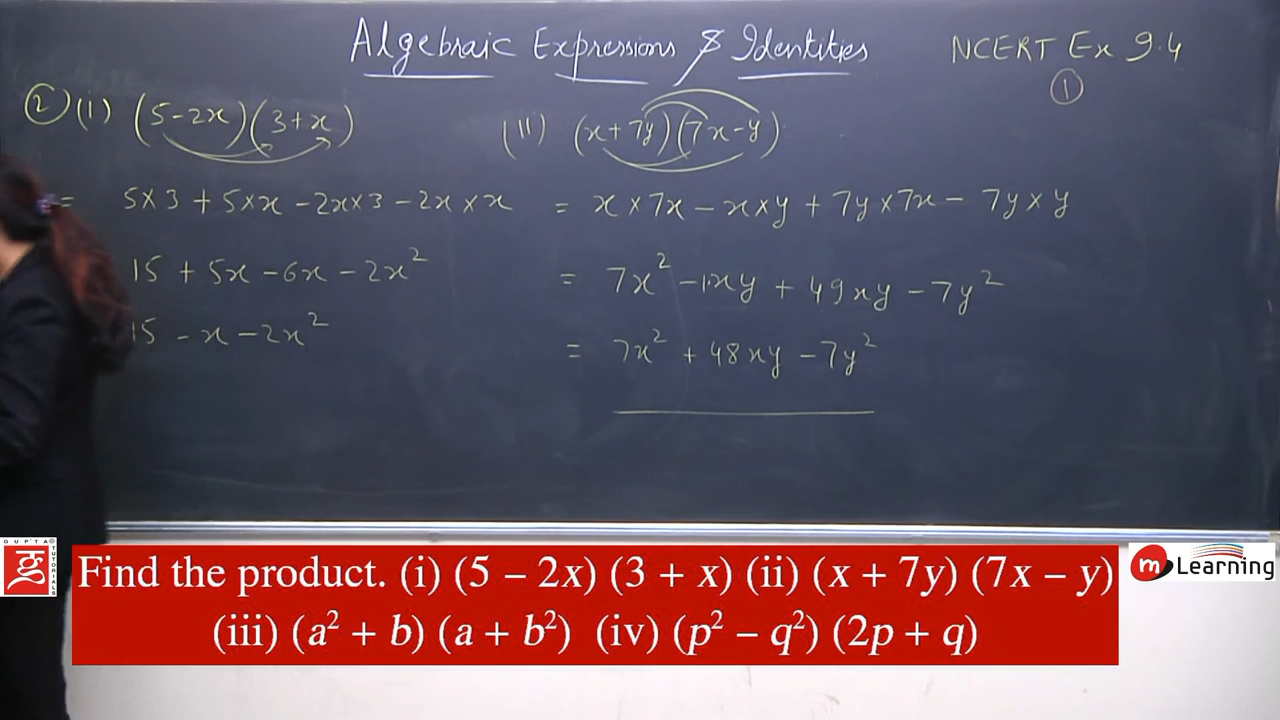 Algebraic Expressions & Identities
NCERT Ex 9.4
①
② (i) (5-2x)(3+x)
= 5×3 + 5×x - 2x×3 - 2x×x
15 + 5x - 6x - 2x²
15 - x - 2x²
(ii) (x+7y)(7x-y)
= x×7x - x×y + 7y×7x - 7y×y
= 7x² - 1xy + 49xy - 7y²
= 7x² + 48xy - 7y²
GUPTA
TUTORIALS
Find the product. (i) (5 – 2x) (3 + x) (ii) (x + 7y) (7x – y)
(iii) (a² + b) (a + b²) (iv) (p² – q²) (2p + q)
m Learning